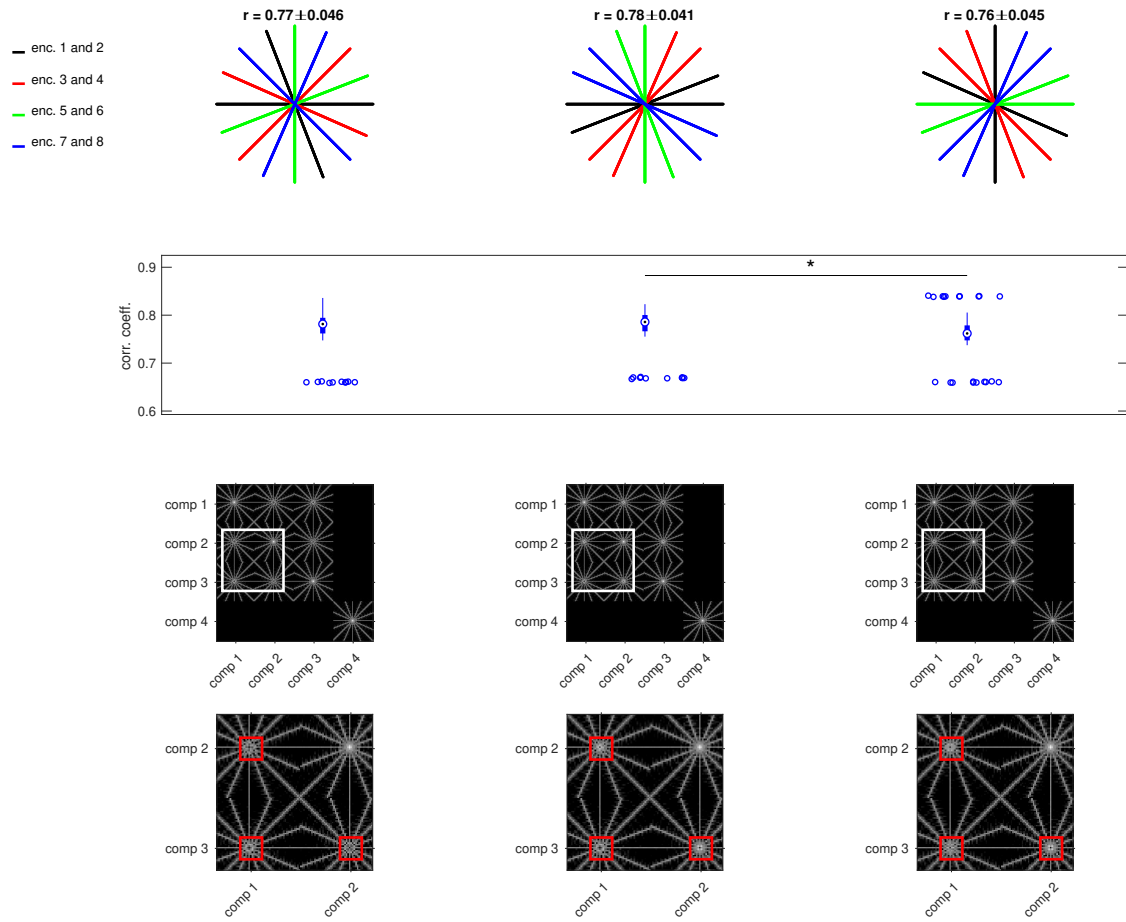 r = 0.77±0.046
r = 0.78±0.041
r = 0.76±0.045
enc. 1 and 2
enc. 3 and 4
enc. 5 and 6
enc. 7 and 8
*
0.9
0.8
0.7
0.6
corr. coeff.
comp 1
comp 2
comp 3
comp 4
comp 1
comp 2
comp 3
comp 4
comp 1
comp 2
comp 3
comp 4
comp 1
comp 2
comp 3
comp 4
comp 1
comp 2
comp 3
comp 4
comp 1
comp 2
comp 3
comp 4
comp 2
comp 3
comp 1
comp 2
comp 2
comp 3
comp 1
comp 2
comp 2
comp 3
comp 1
comp 2